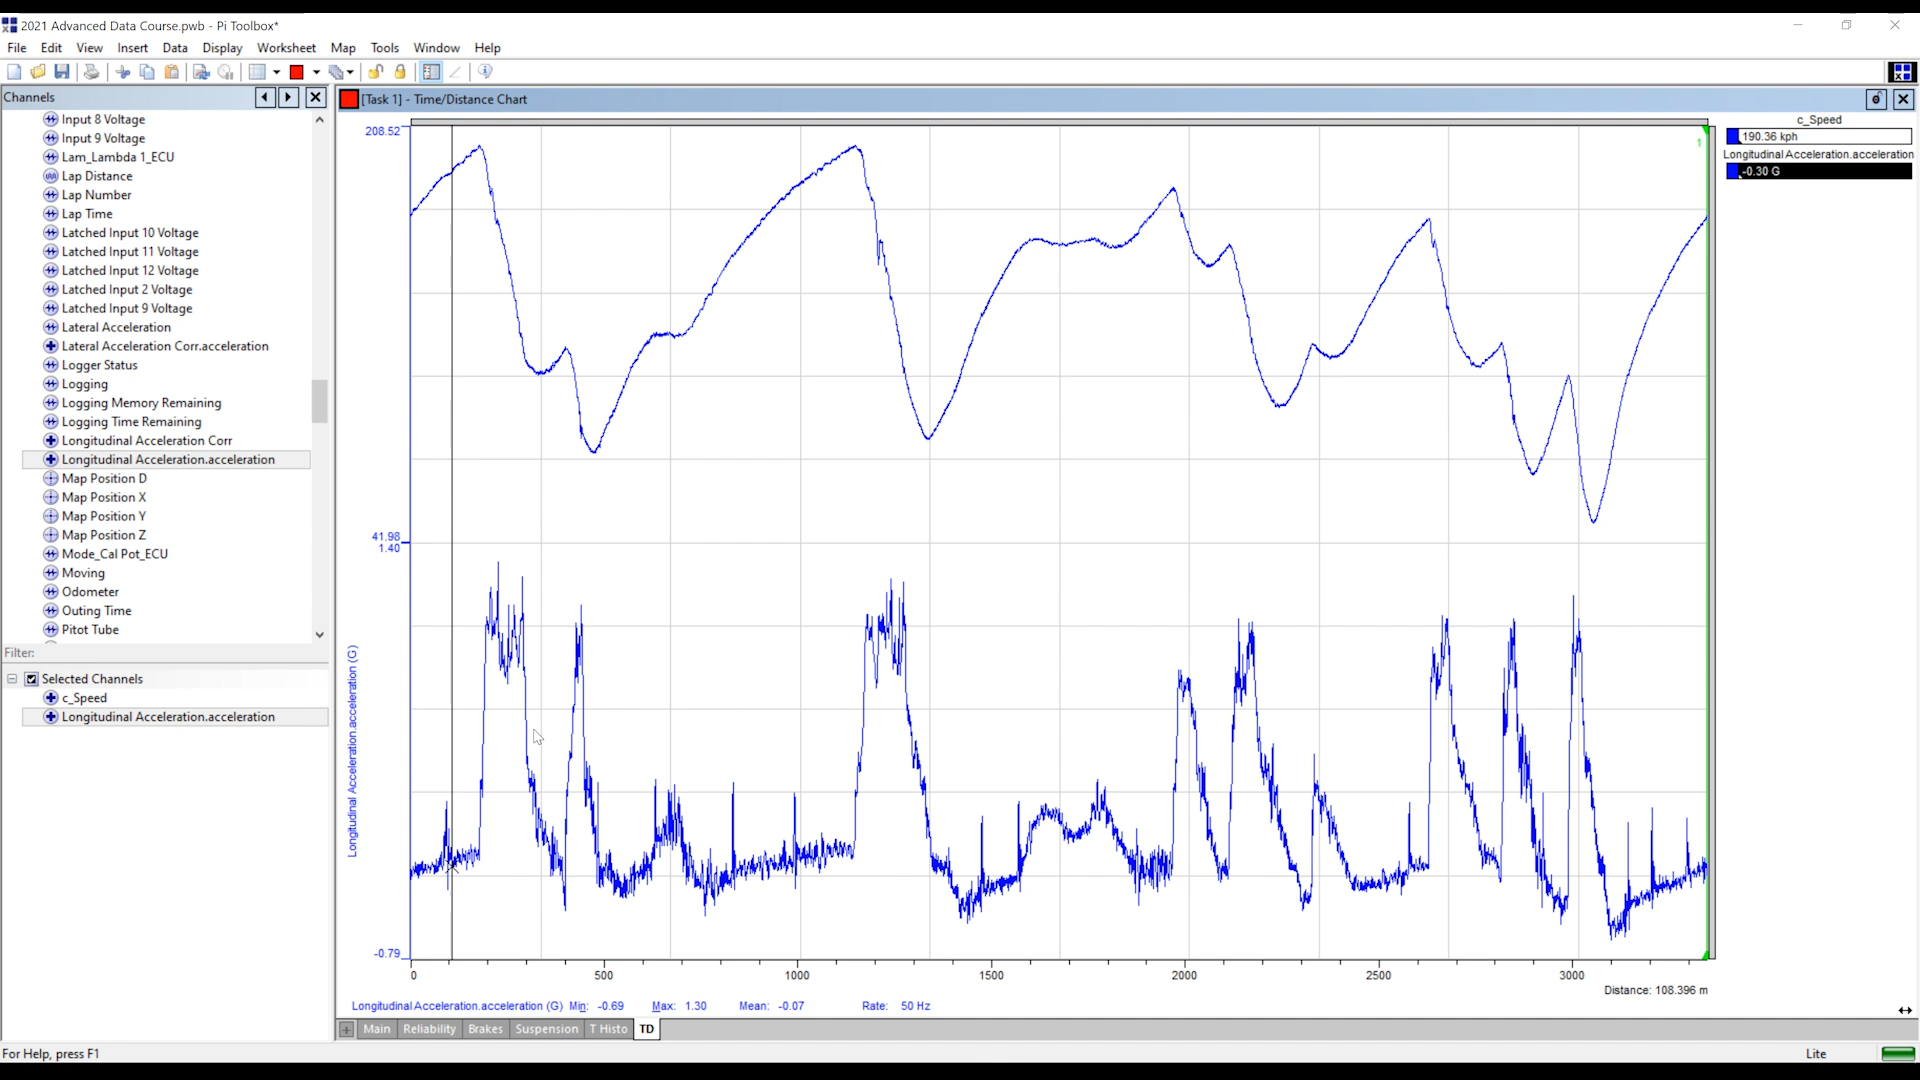 2021 Advanced Data Course.pwb - Pi Toolbox*
File Edit View Insert Data Display Worksheet Map Tools Window Help
Channels
[Task 1] - Time/Distance Chart
Input 8 Voltage
Input 9 Voltage
Lam_Lambda 1_ECU
Lap Distance
Lap Number
Lap Time
Latched Input 10 Voltage
Latched Input 11 Voltage
Latched Input 12 Voltage
Latched Input 2 Voltage
Latched Input 9 Voltage
Lateral Acceleration
Lateral Acceleration Corr.acceleration
Logger Status
Logging
Logging Memory Remaining
Logging Time Remaining
Longitudinal Acceleration Corr
Longitudinal Acceleration.acceleration
Map Position D
Map Position X
Map Position Y
Map Position Z
Mode_Cal Pot_ECU
Moving
Odometer
Outing Time
Pitot Tube
Filter:
Selected Channels
c_Speed
Longitudinal Acceleration.acceleration
208.52
41.98
1.40
Longitudinal Acceleration.acceleration (G)
-0.79
1
0 500 1000 1500 2000 2500 3000
Distance: 108.396 m
Longitudinal Acceleration.acceleration (G) Min: -0.69 Max: 1.30 Mean: -0.07 Rate: 50 Hz
c_Speed
190.36 kph
Longitudinal Acceleration.acceleration
-0.30 G
Main Reliability Brakes Suspension T Histo TD
For Help, press F1
Lite